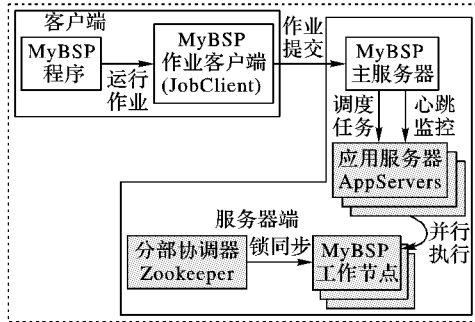 客户端
MyBSP
程序
运行
作业
MyBSP
作业客户端
(JobClient)
作业
提交
MyBSP
主服务器
调度
任务
心跳
监控
应用服务器
AppServers
并行
执行
服务器端
分部协调器
Zookeeper
锁同步
MyBSP
工作节点